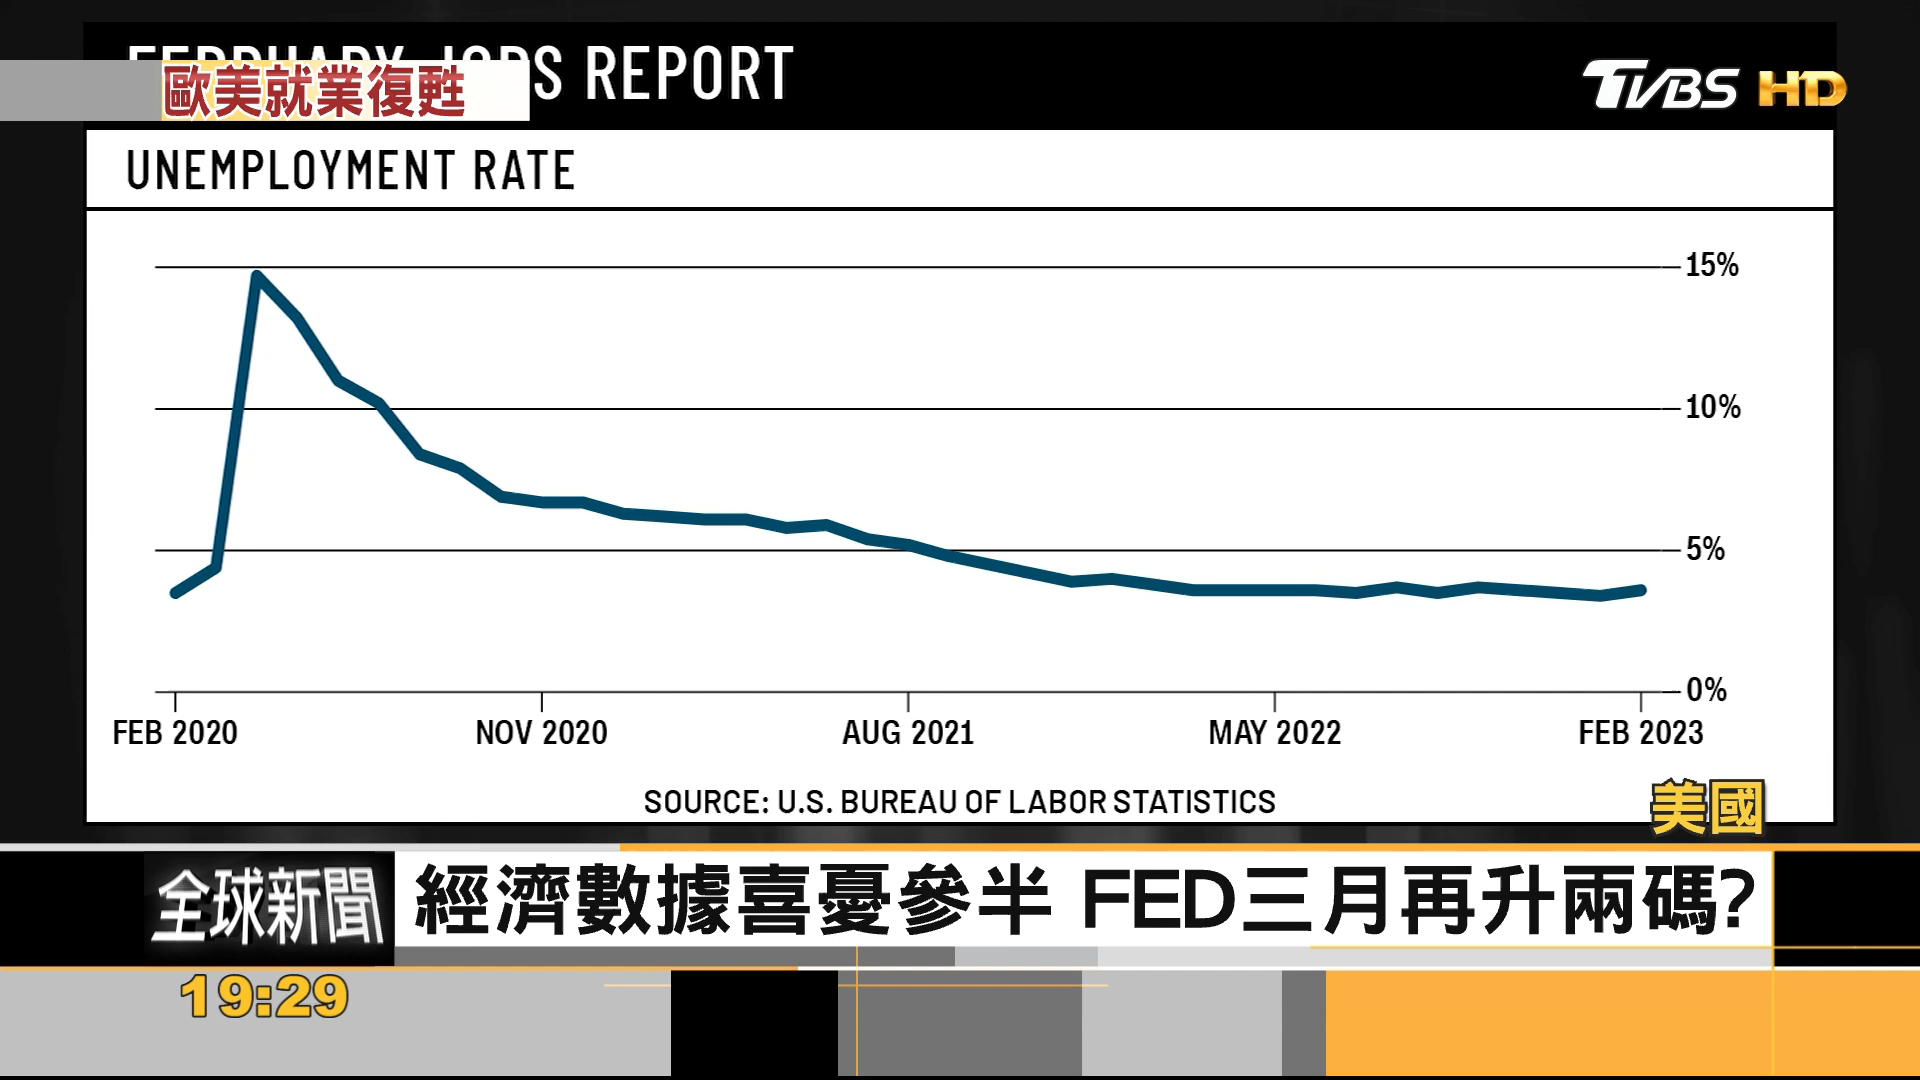 FEBRUARY JOBS REPORT
歐美就業復甦
TVBS HD
UNEMPLOYMENT RATE
15%
10%
5%
0%
FEB 2020
NOV 2020
AUG 2021
MAY 2022
FEB 2023
SOURCE: U.S. BUREAU OF LABOR STATISTICS
美國
全球新聞
經濟數據喜憂參半 FED三月再升兩碼?
19:29